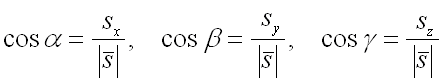 cos α = s_x / |s̄|, cos β = s_y / |s̄|, cos γ = s_z / |s̄|